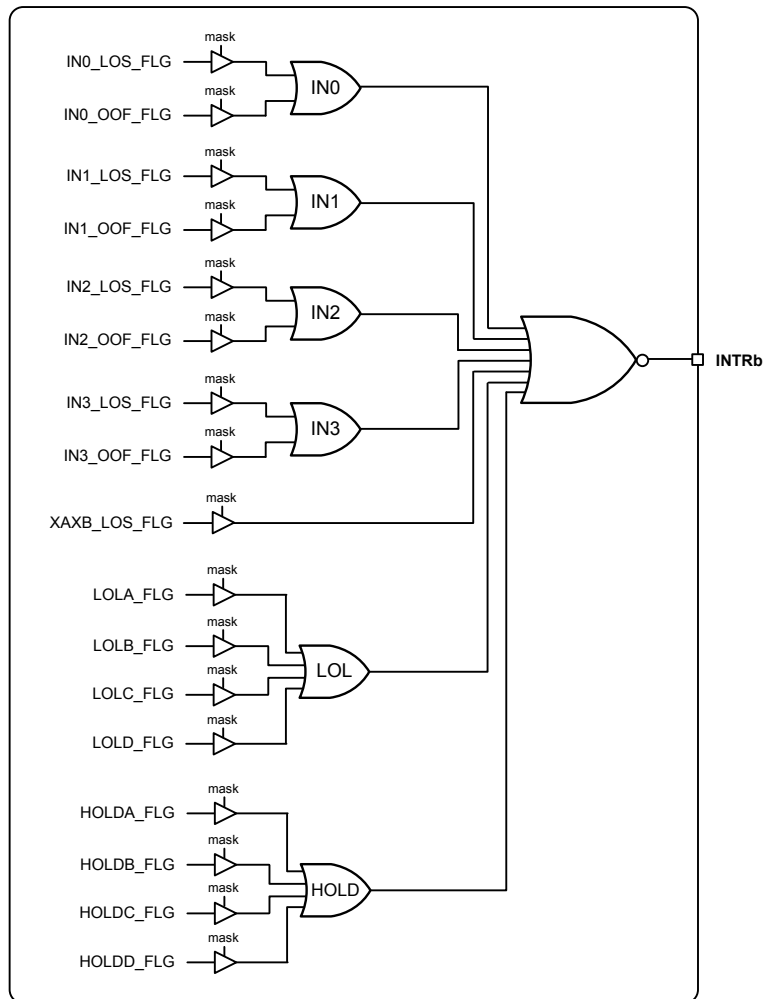 mask
IN0_LOS_FLG
IN0
mask
IN0_OOF_FLG
mask
IN1_LOS_FLG
IN1
mask
IN1_OOF_FLG
mask
IN2_LOS_FLG
IN2
mask
IN2_OOF_FLG
INTRb
mask
IN3_LOS_FLG
IN3
mask
IN3_OOF_FLG
mask
XAXB_LOS_FLG
mask
LOLA_FLG
mask
LOLB_FLG
LOL
mask
LOLC_FLG
mask
LOLD_FLG
mask
HOLDA_FLG
mask
HOLDB_FLG
HOLD
mask
HOLDC_FLG
mask
HOLDD_FLG